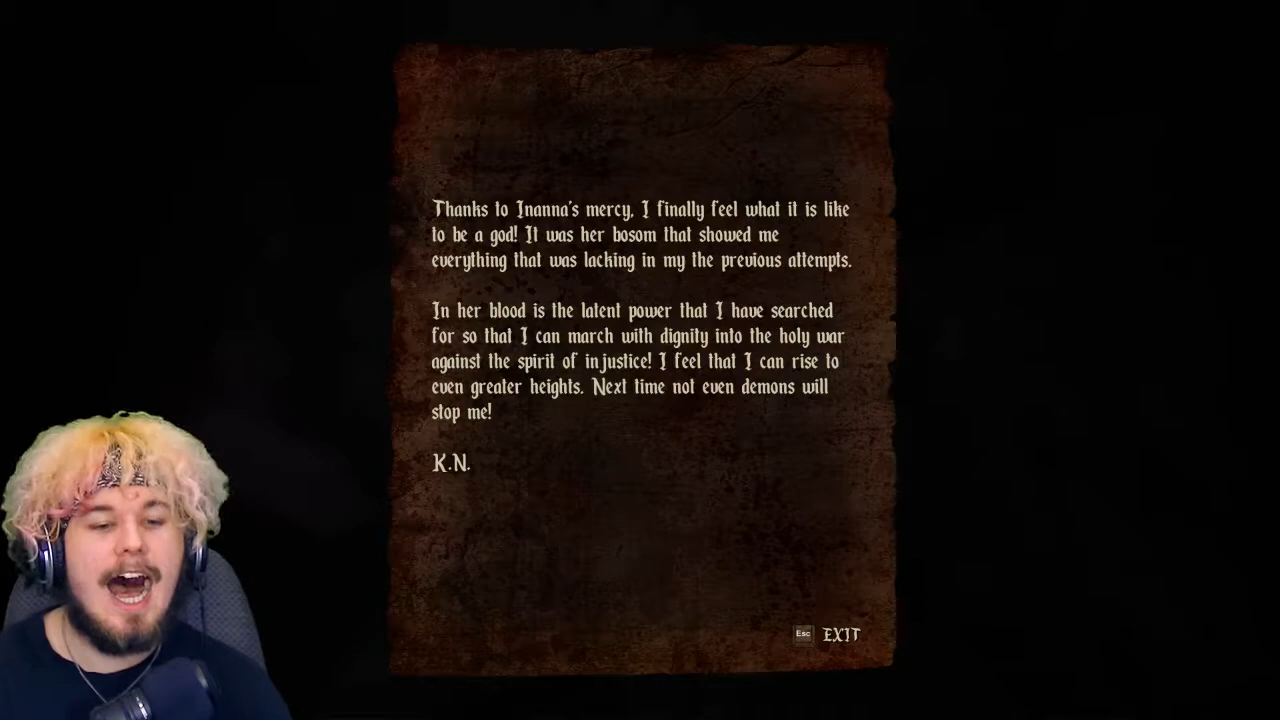 Thanks to Inanna's mercy, I finally feel what it is like
to be a god! It was her bosom that showed me
everything that was lacking in my the previous attempts.
In her blood is the latent power that I have searched
for so that I can march with dignity into the holy war
against the spirit of injustice! I feel that I can rise to
even greater heights. Next time not even demons will
stop me!
K.N.
Esc EXIT